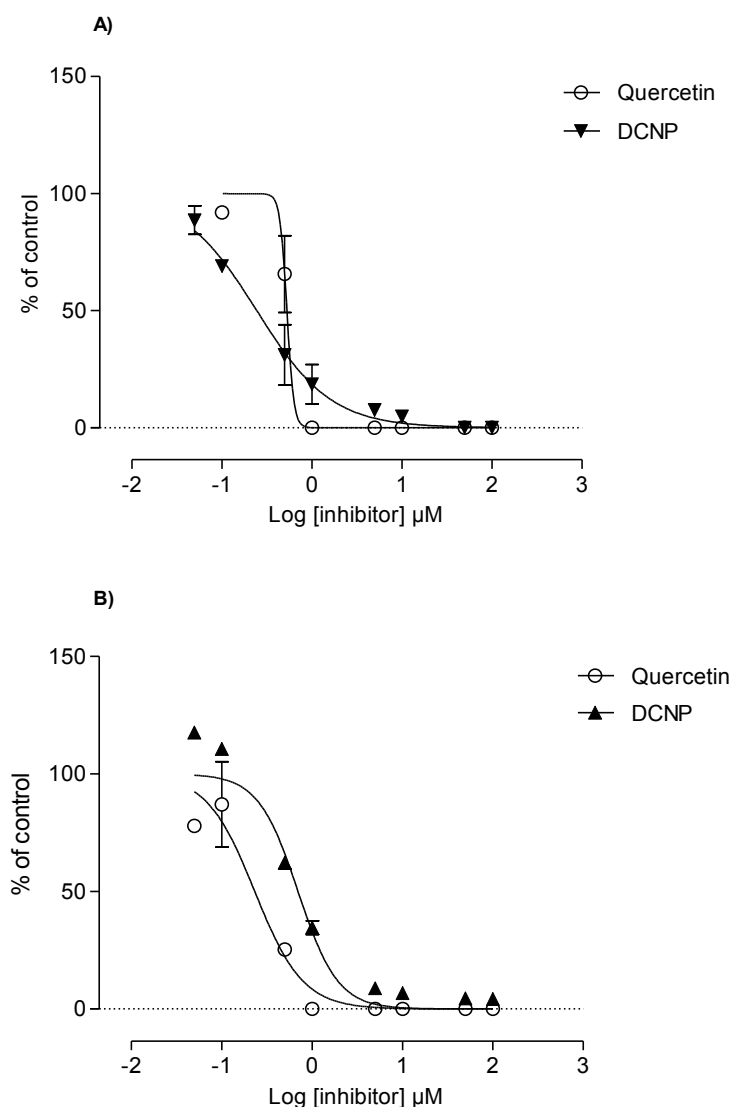 A)
150
100
50
0
% of control
Quercetin
DCNP
-2 -1 0 1 2 3
Log [inhibitor] µM
B)
150
100
50
0
% of control
Quercetin
DCNP
-2 -1 0 1 2 3
Log [inhibitor] µM